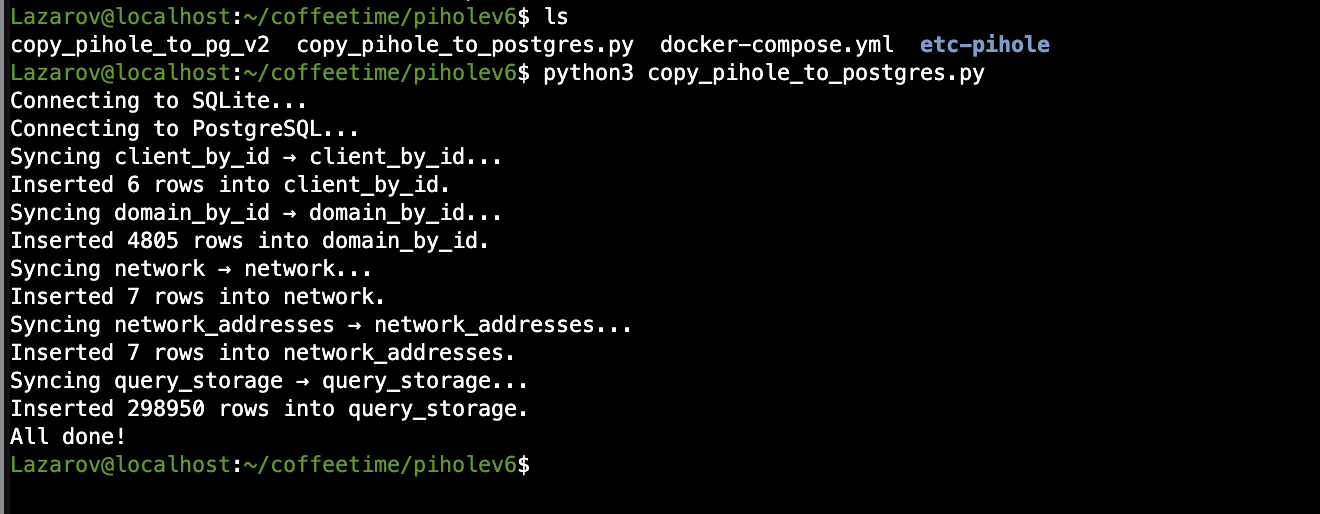 Lazarov@localhost:~/coffeetime/piholev6$ ls
copy_pihole_to_pg_v2  copy_pihole_to_postgres.py  docker-compose.yml  etc-pihole
Lazarov@localhost:~/coffeetime/piholev6$ python3 copy_pihole_to_postgres.py
Connecting to SQLite...
Connecting to PostgreSQL...
Syncing client_by_id → client_by_id...
Inserted 6 rows into client_by_id.
Syncing domain_by_id → domain_by_id...
Inserted 4805 rows into domain_by_id.
Syncing network → network...
Inserted 7 rows into network.
Syncing network_addresses → network_addresses...
Inserted 7 rows into network_addresses.
Syncing query_storage → query_storage...
Inserted 298950 rows into query_storage.
All done!
Lazarov@localhost:~/coffeetime/piholev6$